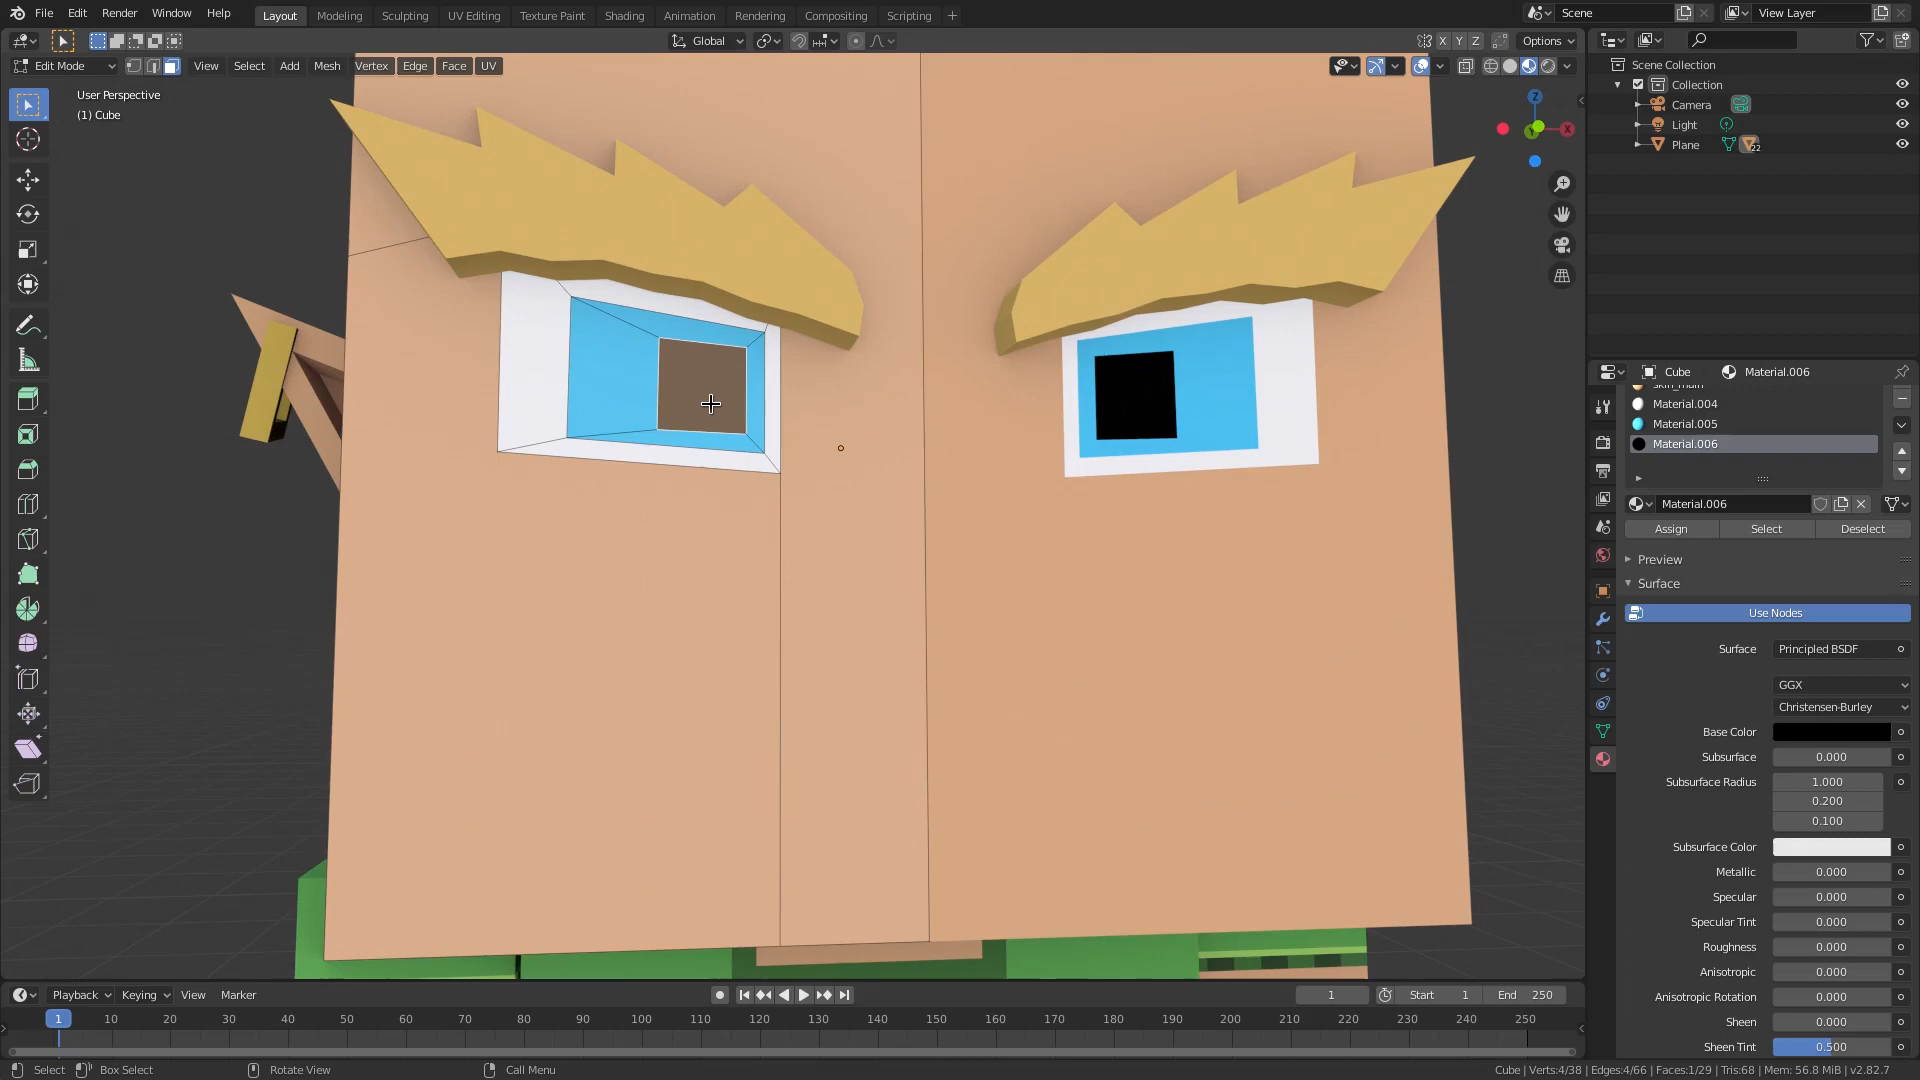 File Edit Render Window Help Layout Modeling Sculpting UV Editing Texture Paint Shading Animation Rendering Compositing Scripting + Scene View Layer
Global X Y Z Options
Edit Mode View Select Add Mesh Vertex Edge Face UV
User Perspective
(1) Cube
Z
X
Y
Scene Collection
Collection
Camera
Light
Plane 22
Cube Material.006
skin_main
Material.004
Material.005
Material.006
Material.006
Assign Select Deselect
Preview
Surface
Use Nodes
Surface Principled BSDF
GGX
Christensen-Burley
Base Color
Subsurface 0.000
Subsurface Radius 1.000
0.200
0.100
Subsurface Color
Metallic 0.000
Specular 0.000
Specular Tint 0.000
Roughness 0.000
Anisotropic 0.000
Anisotropic Rotation 0.000
Sheen 0.000
Sheen Tint 0.500
Playback Keying View Marker 1 Start 1 End 250
1 10 20 30 40 50 60 70 80 90 100 110 120 130 140 150 160 170 180 190 200 210 220 230 240 250
Select Box Select Rotate View Call Menu Cube | Verts:4/38 | Edges:4/66 | Faces:1/29 | Tris:68 | Mem: 56.8 MiB | v2.82.7